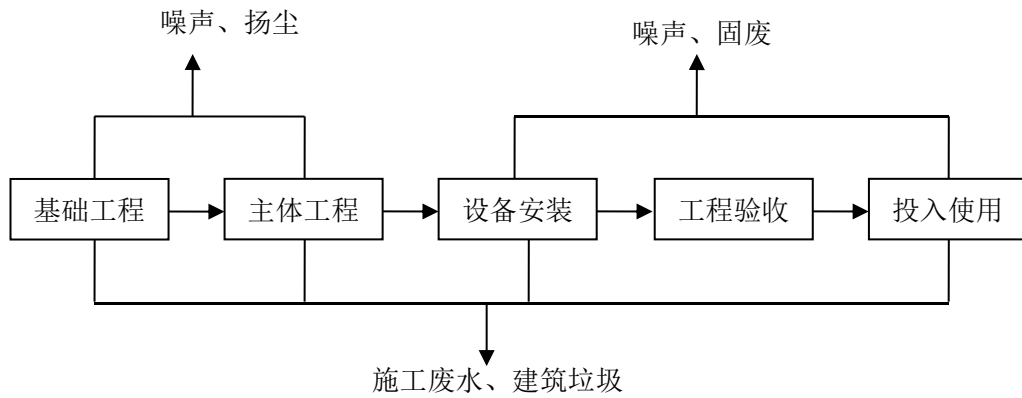 噪声、扬尘
噪声、固废
基础工程
主体工程
设备安装
工程验收
投入使用
施工废水、建筑垃圾